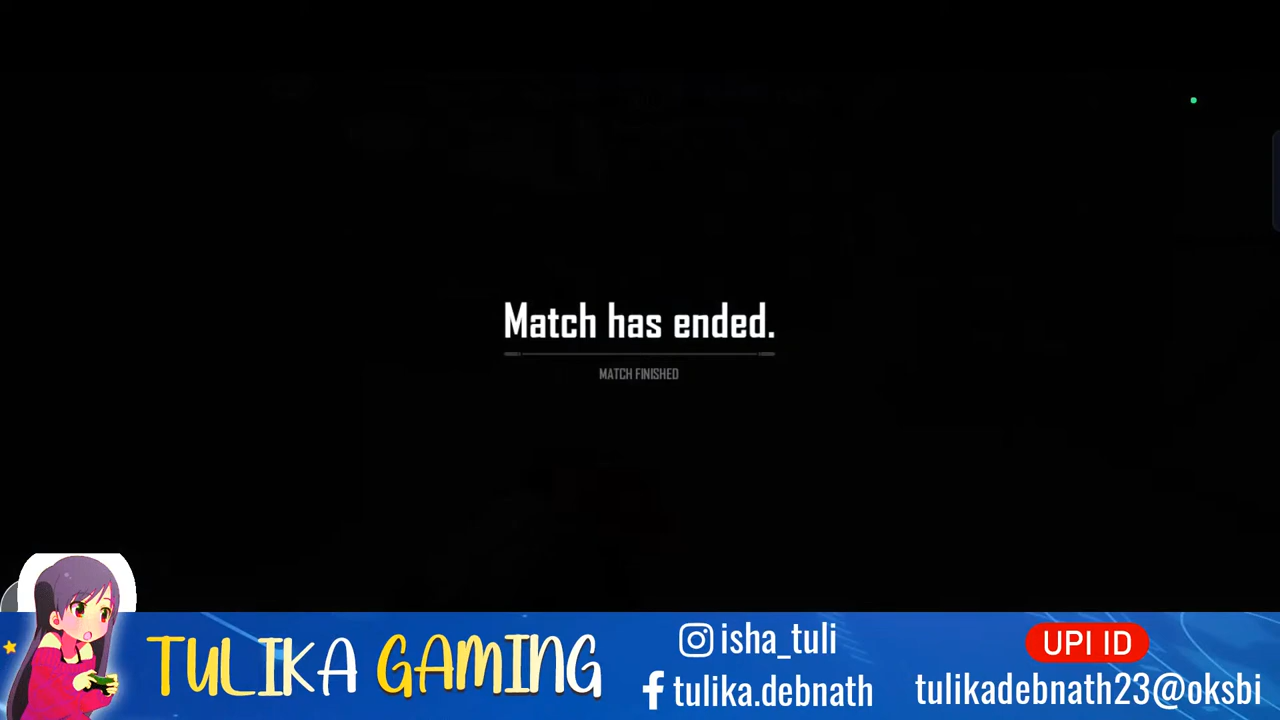 Match has ended.
MATCH FINISHED
TULIKA GAMING
isha_tuli
tulika.debnath
UPI ID
tulikadebnath23@oksbi